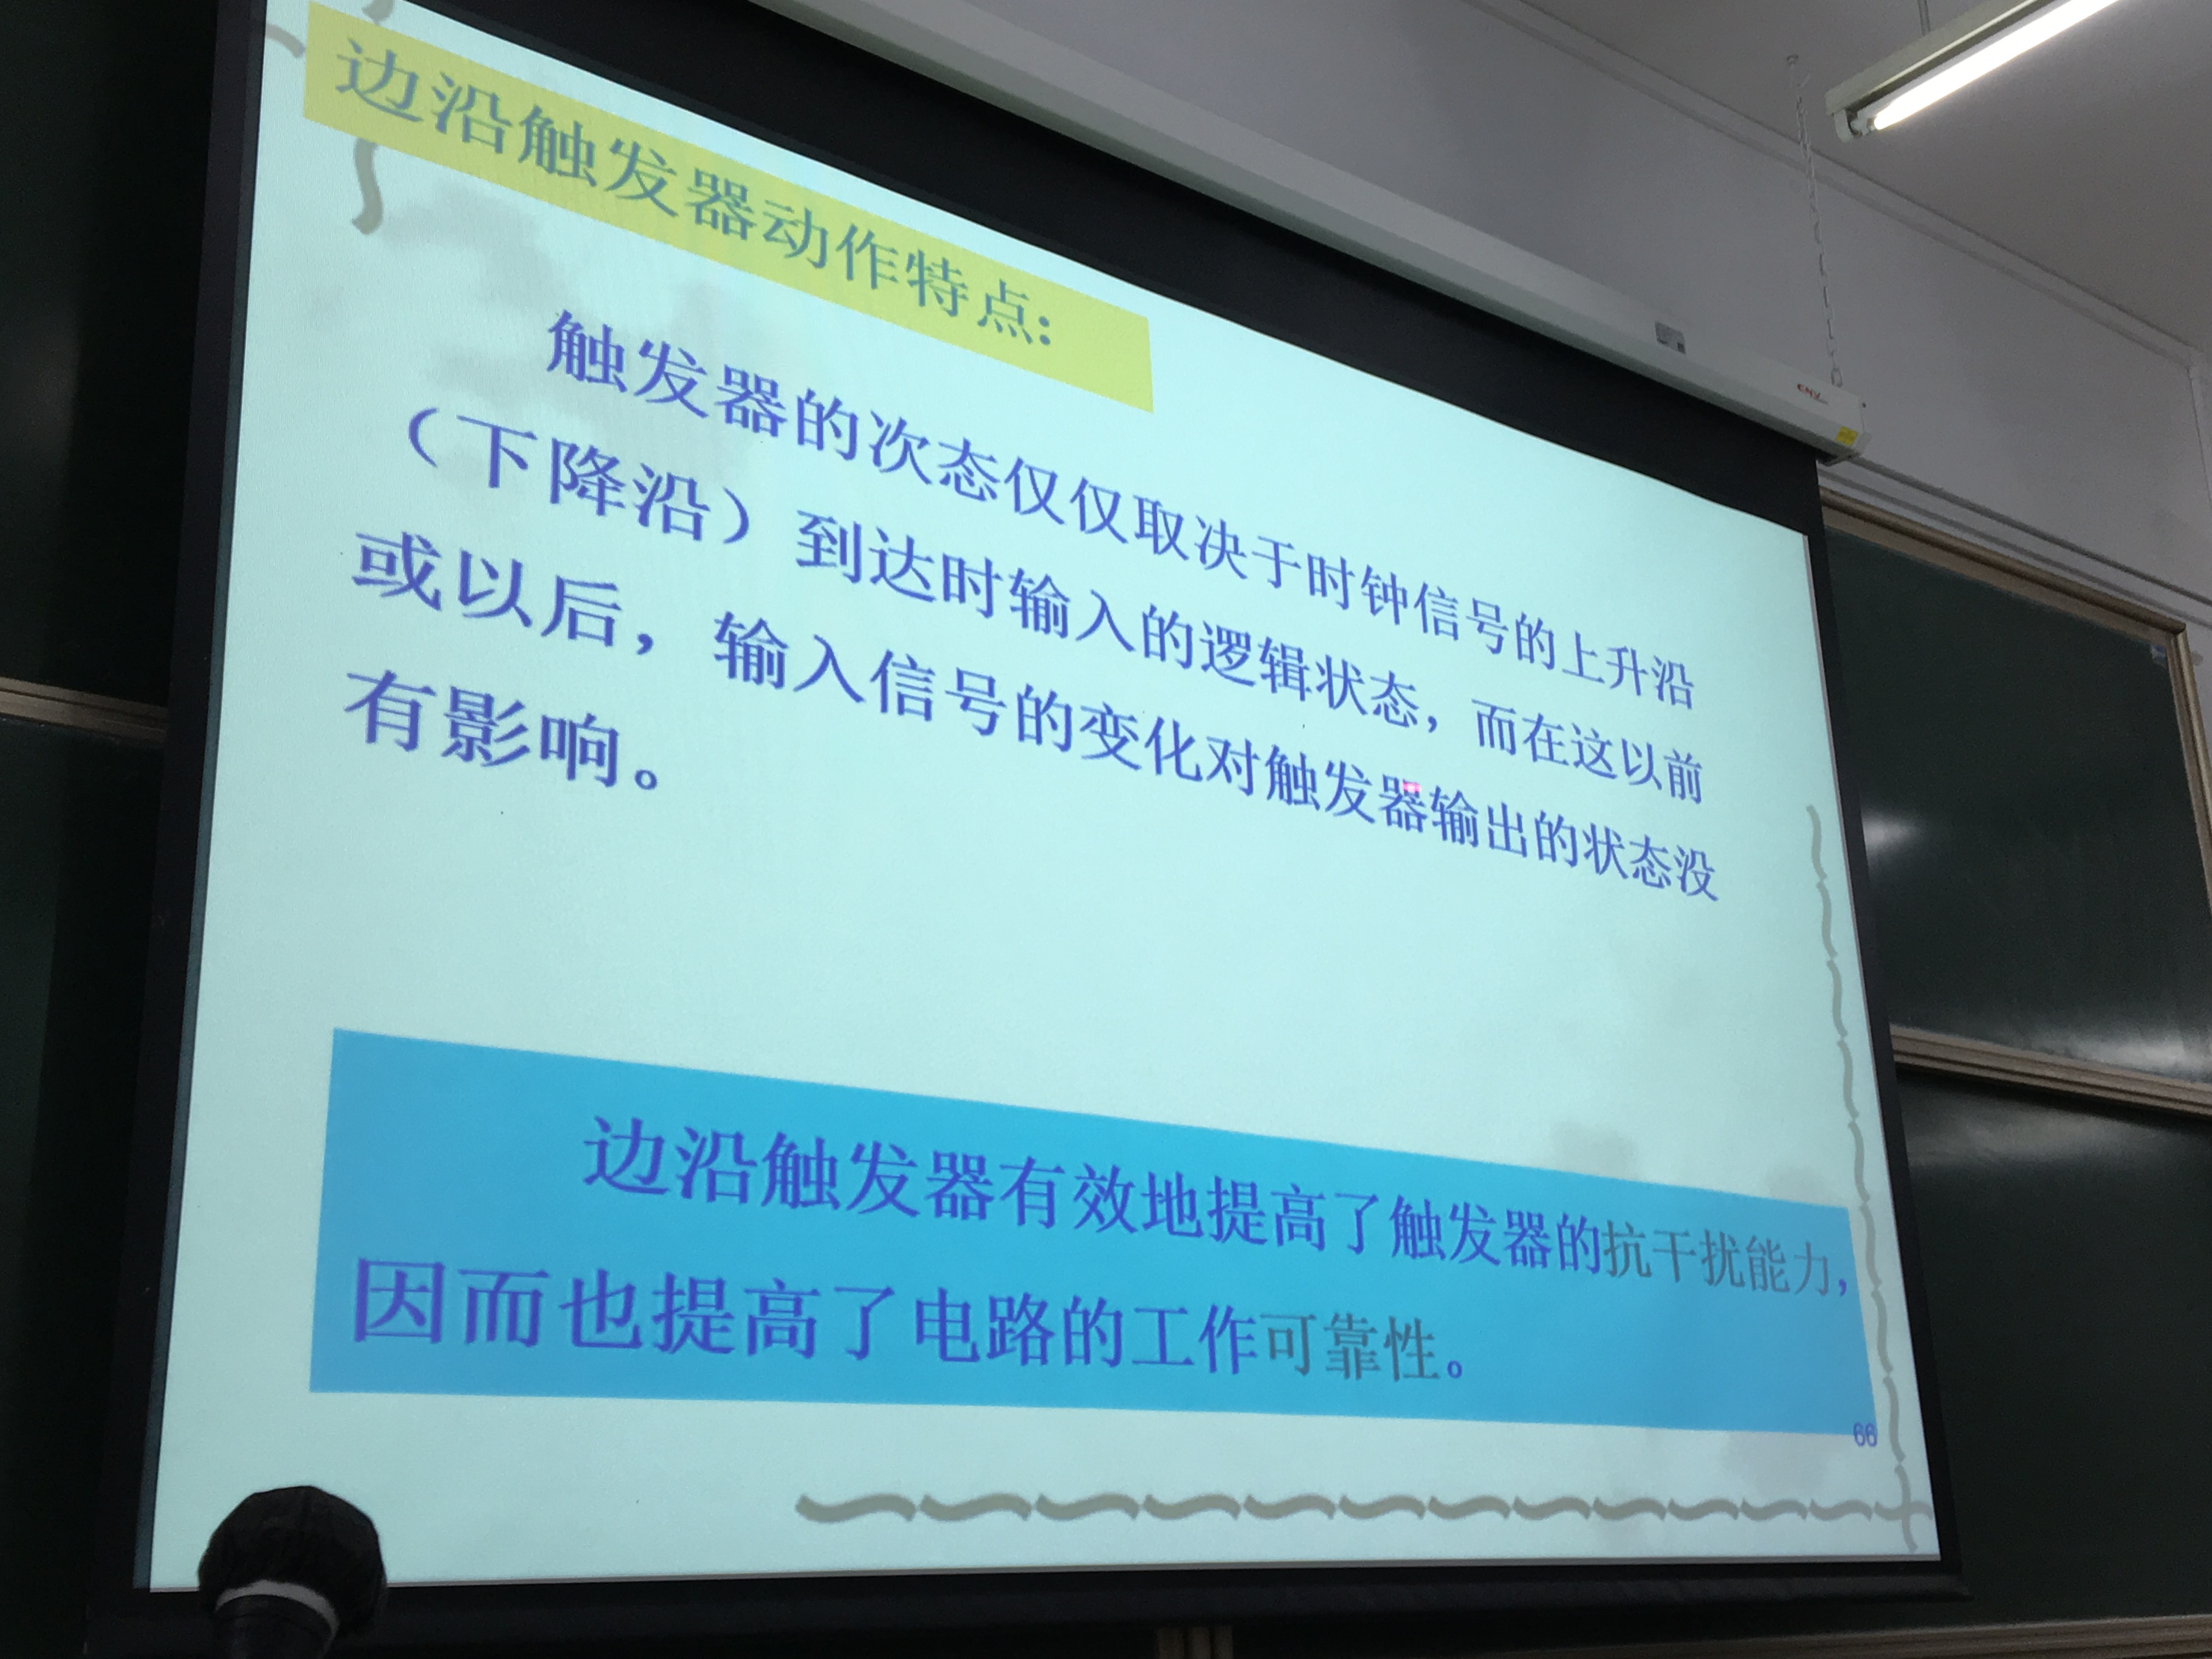 边沿触发器动作特点:
触发器的次态仅仅取决于时钟信号的上升沿
（下降沿）到达时输入的逻辑状态，而在这以前
或以后，输入信号的变化对触发器输出的状态没
有影响。
边沿触发器有效地提高了触发器的抗干扰能力，
因而也提高了电路的工作可靠性。
66